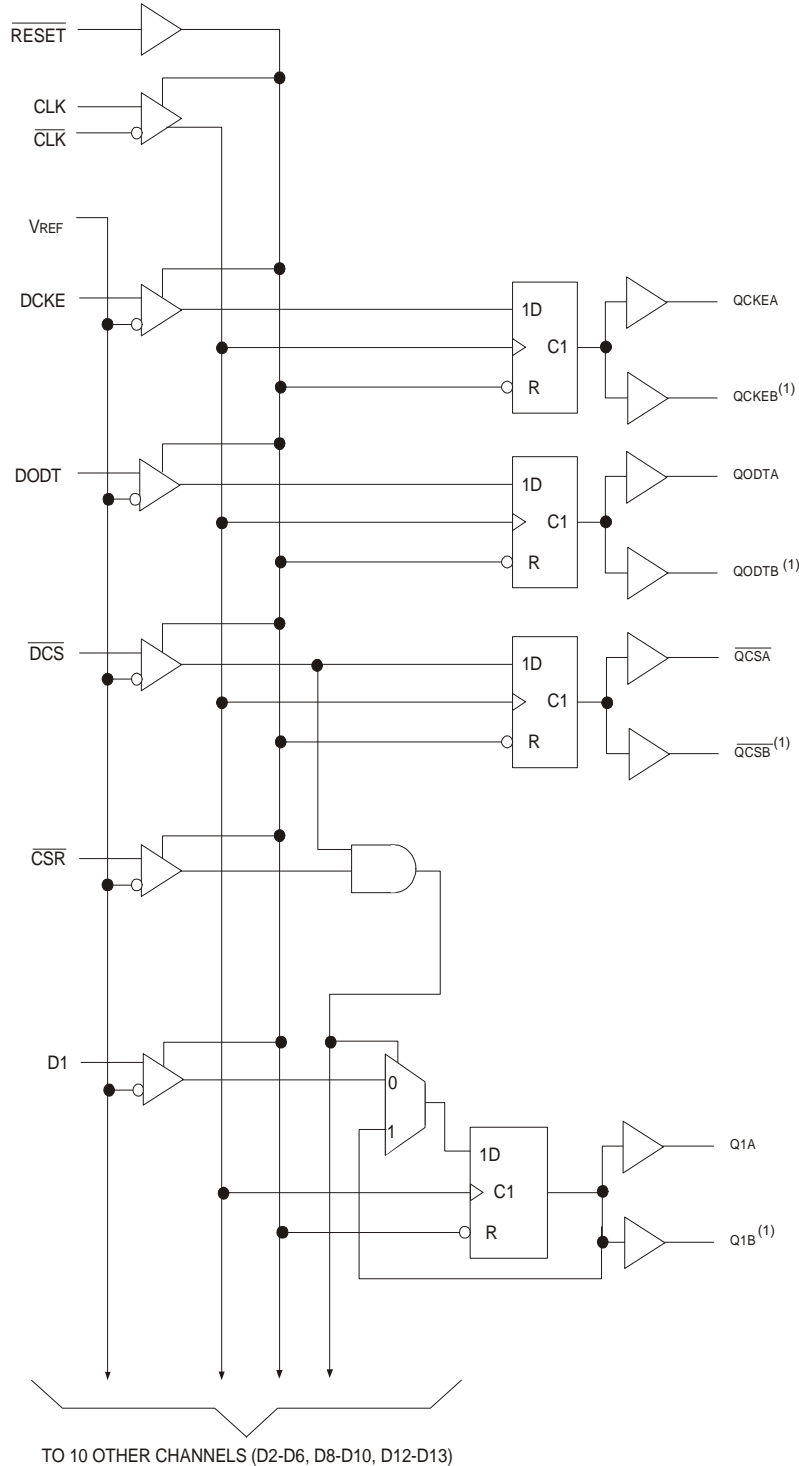 RESET
CLK
CLK
VREF
DCKE
1D
C1
R
QCKEA
QCKEB(1)
DODT
1D
C1
R
QODTA
QODTB (1)
DCS
1D
C1
R
QCSA
QCSB(1)
CSR
D1
0
1
1D
C1
R
Q1A
Q1B(1)
TO 10 OTHER CHANNELS (D2-D6, D8-D10, D12-D13)